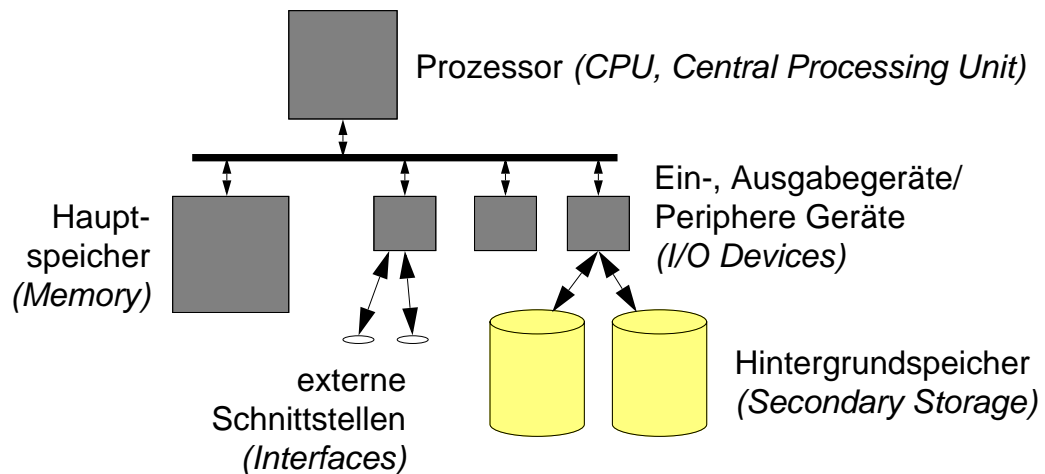 Prozessor (CPU, Central Processing Unit)
Haupt-
speicher
(Memory)
Ein-, Ausgabegeräte/
Periphere Geräte
(I/O Devices)
externe
Schnittstellen
(Interfaces)
Hintergrundspeicher
(Secondary Storage)